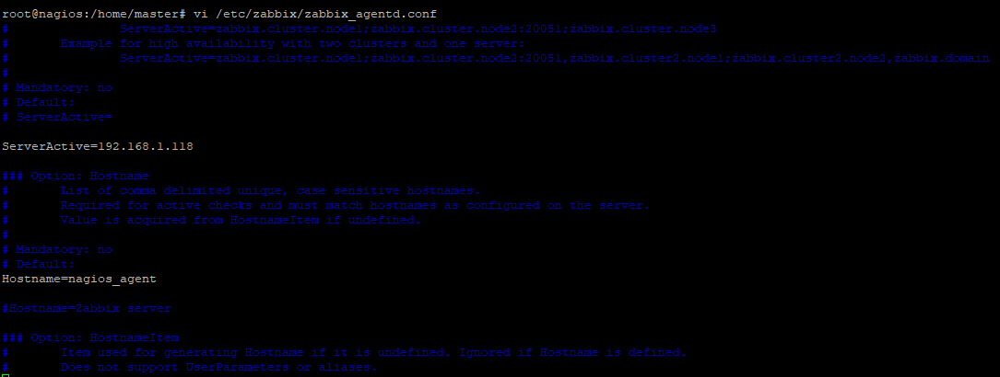 root@nagios:/home/master# vi /etc/zabbix/zabbix_agentd.conf
#               ServerActive=zabbix.cluster.node1;zabbix.cluster.node2:20051;zabbix.cluster.node3
#       Example for high availability with two clusters and one server:
#               ServerActive=zabbix.cluster.node1;zabbix.cluster.node2:20051,zabbix.cluster2.node1;zabbix.cluster2.node2,zabbix.domain
#
# Mandatory: no
# Default:
# ServerActive=
ServerActive=192.168.1.118
### Option: Hostname
#       List of comma delimited unique, case sensitive hostnames.
#       Required for active checks and must match hostnames as configured on the server.
#       Value is acquired from HostnameItem if undefined.
#
# Mandatory: no
# Default:
Hostname=nagios_agent
#Hostname=Zabbix server
### Option: HostnameItem
#       Item used for generating Hostname if it is undefined. Ignored if Hostname is defined.
#       Does not support UserParameters or aliases.